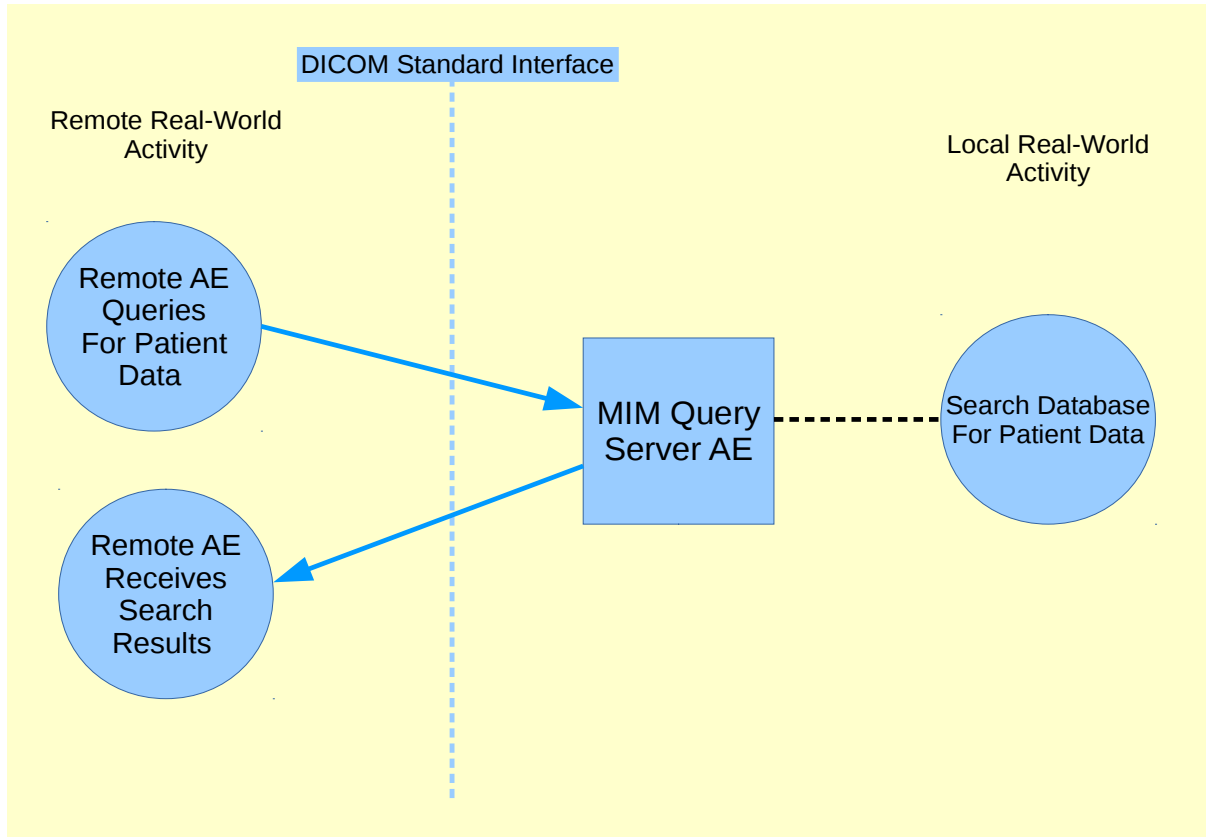 DICOM Standard Interface
Remote Real-World
Activity
Local Real-World
Activity
Remote AE
Queries
For Patient
Data
MIM Query
Server AE
Search Database
For Patient Data
Remote AE
Receives
Search
Results